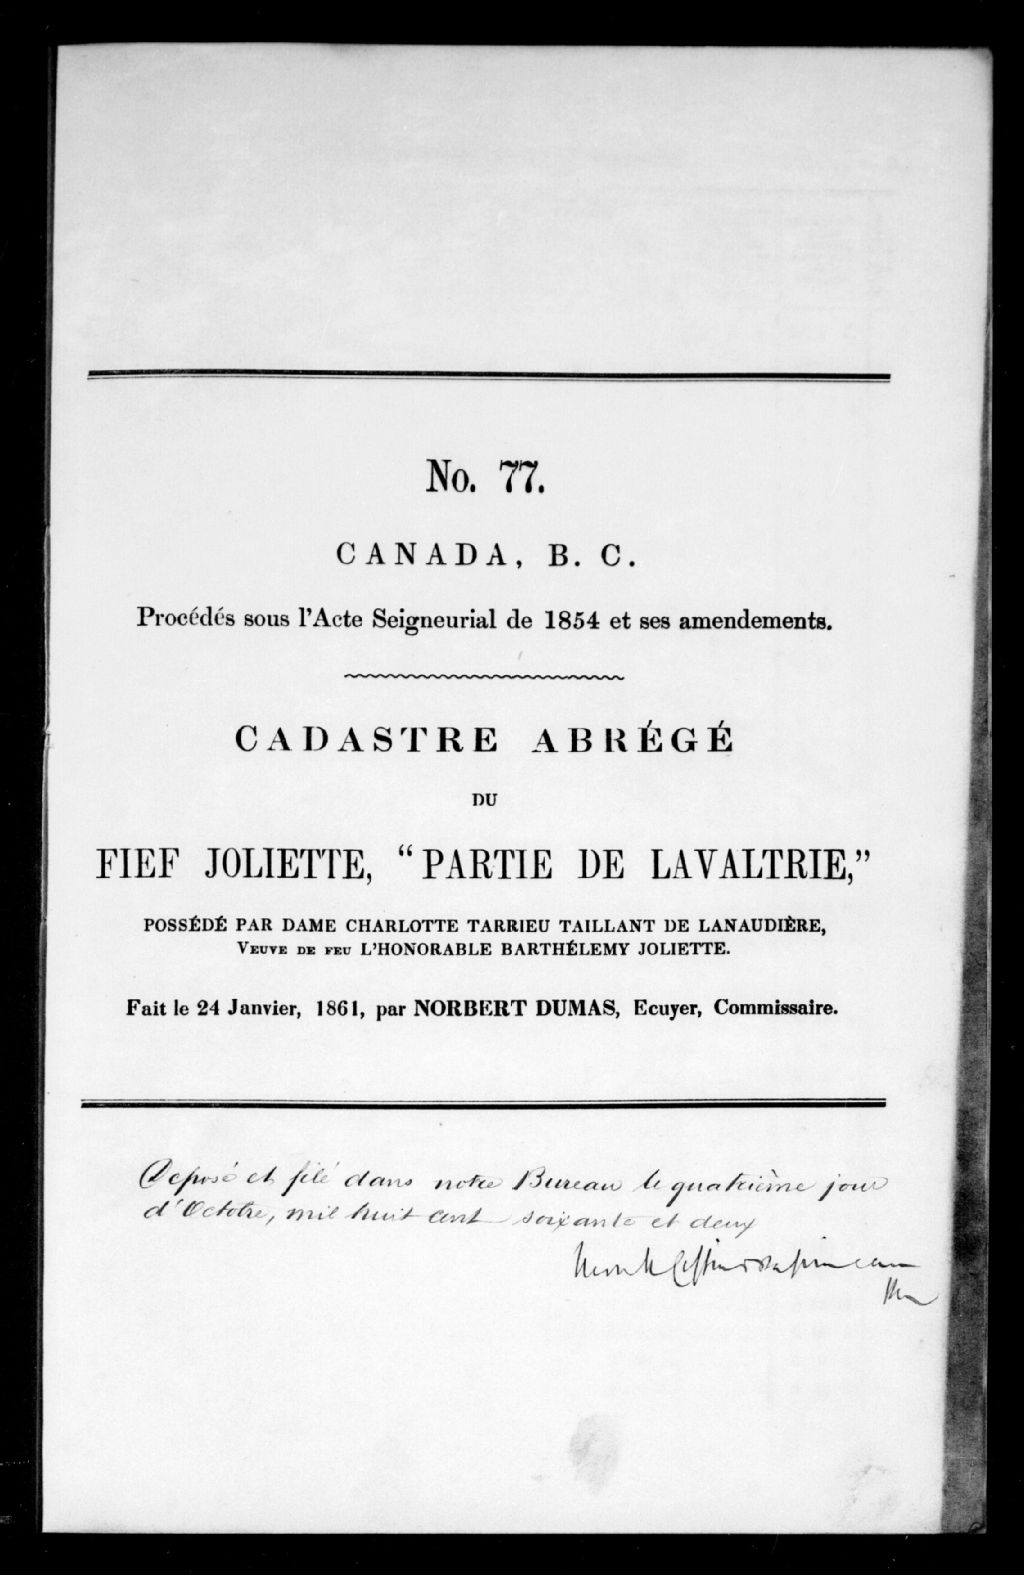 No. 77.
CANADA, B. C.
Procédés sous l'Acte Seigneurial de 1854 et ses amendements.
CADASTRE ABRÉGÉ
DU
FIEF JOLIETTE, "PARTIE DE LAVALTRIE,"
POSSÉDÉ PAR DAME CHARLOTTE TARRIEU TAILLANT DE LANAUDIÈRE,
VEUVE DE FEU L'HONORABLE BARTHÉLEMY JOLIETTE.
Fait le 24 Janvier, 1861, par NORBERT DUMAS, Ecuyer, Commissaire.
Deposé et filé dans notre Bureau le quatrième jour
d'Octobre, mil huit cent soixante et deux